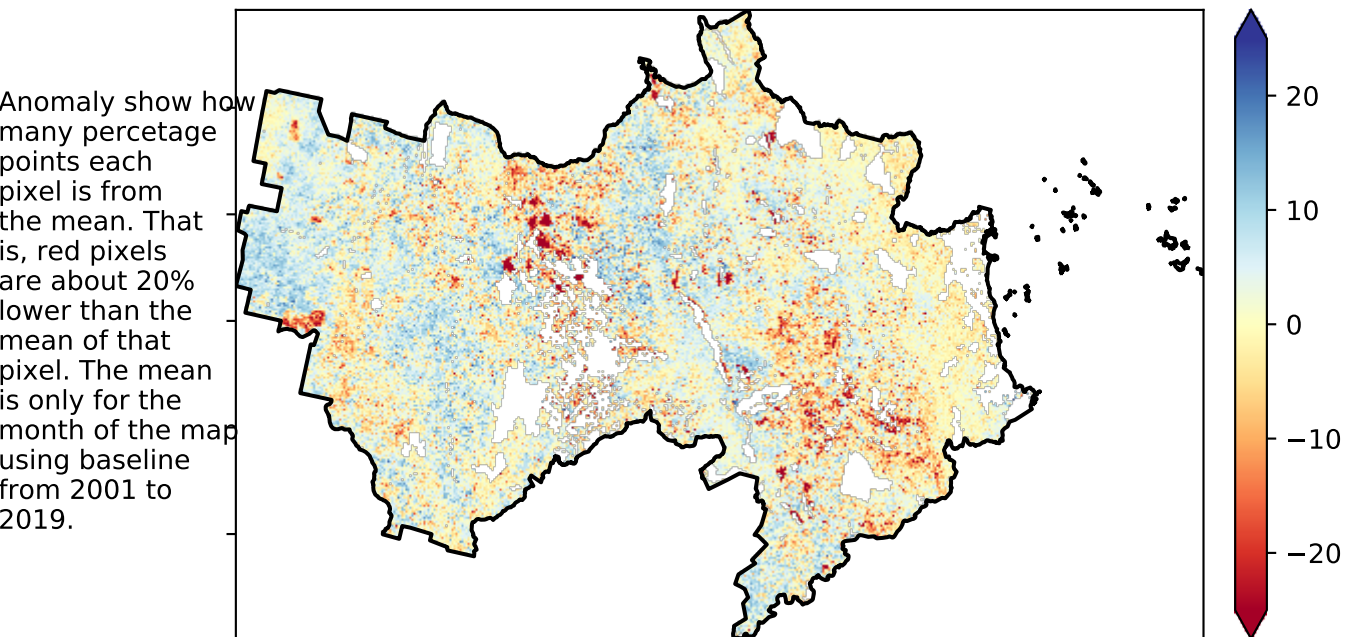 Anomaly show how
many percetage
points each
pixel is from
the mean. That
is, red pixels
are about 20%
lower than the
mean of that
pixel. The mean
is only for the
month of the map
using baseline
from 2001 to
2019.
20
10
0
−10
−20